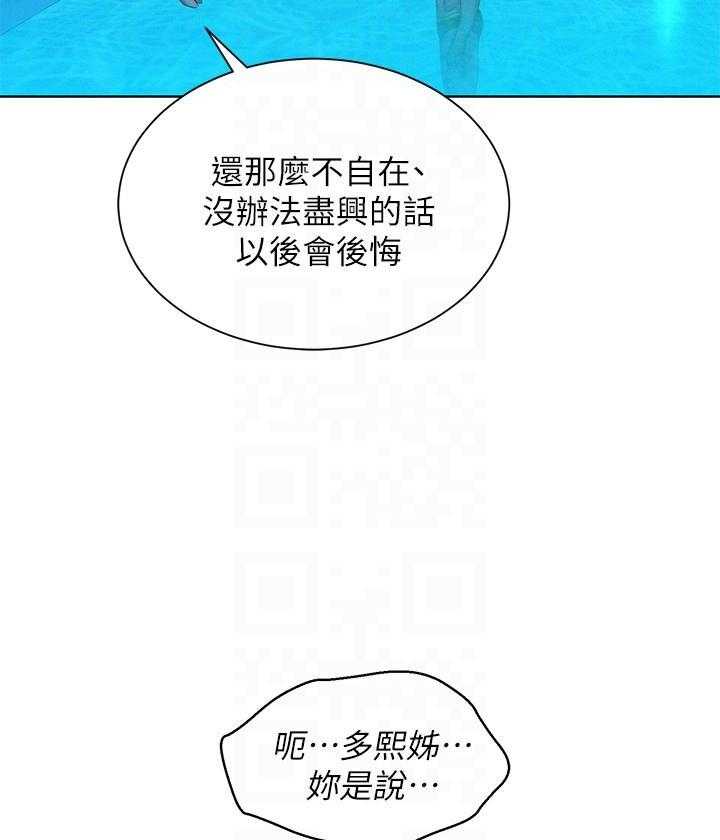 還那麼不自在、
沒辦法盡興的話
以後會後悔
呃⋯多熙姊⋯
妳是說⋯